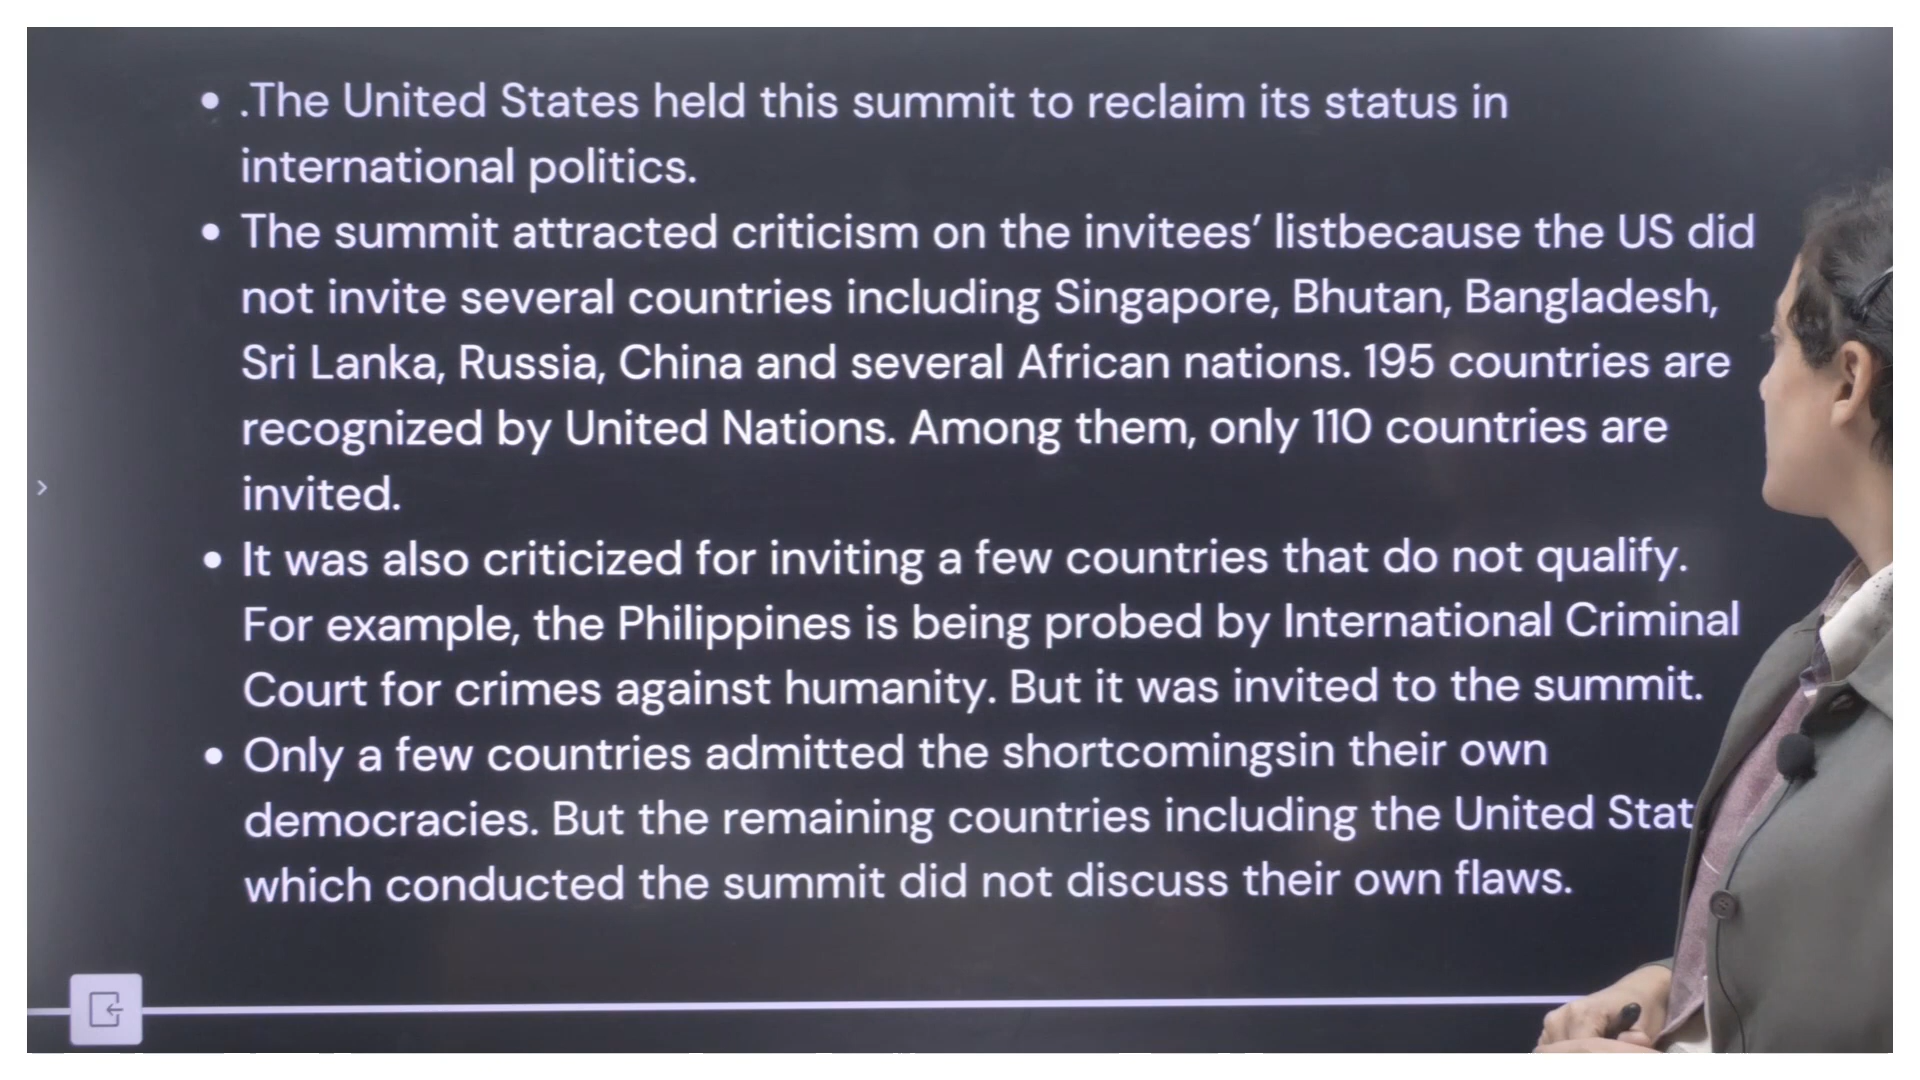 • .The United States held this summit to reclaim its status in
international politics.
• The summit attracted criticism on the invitees’ listbecause the US did
not invite several countries including Singapore, Bhutan, Bangladesh,
Sri Lanka, Russia, China and several African nations. 195 countries are
recognized by United Nations. Among them, only 110 countries are
invited.
• It was also criticized for inviting a few countries that do not qualify.
For example, the Philippines is being probed by International Criminal
Court for crimes against humanity. But it was invited to the summit.
• Only a few countries admitted the shortcomingsin their own
democracies. But the remaining countries including the United Stat
which conducted the summit did not discuss their own flaws.